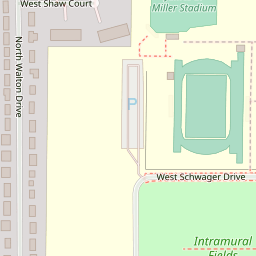 West Shaw Court
Miller Stadium
North Walton Drive
P
West Schwager Drive
Intramural
Fields